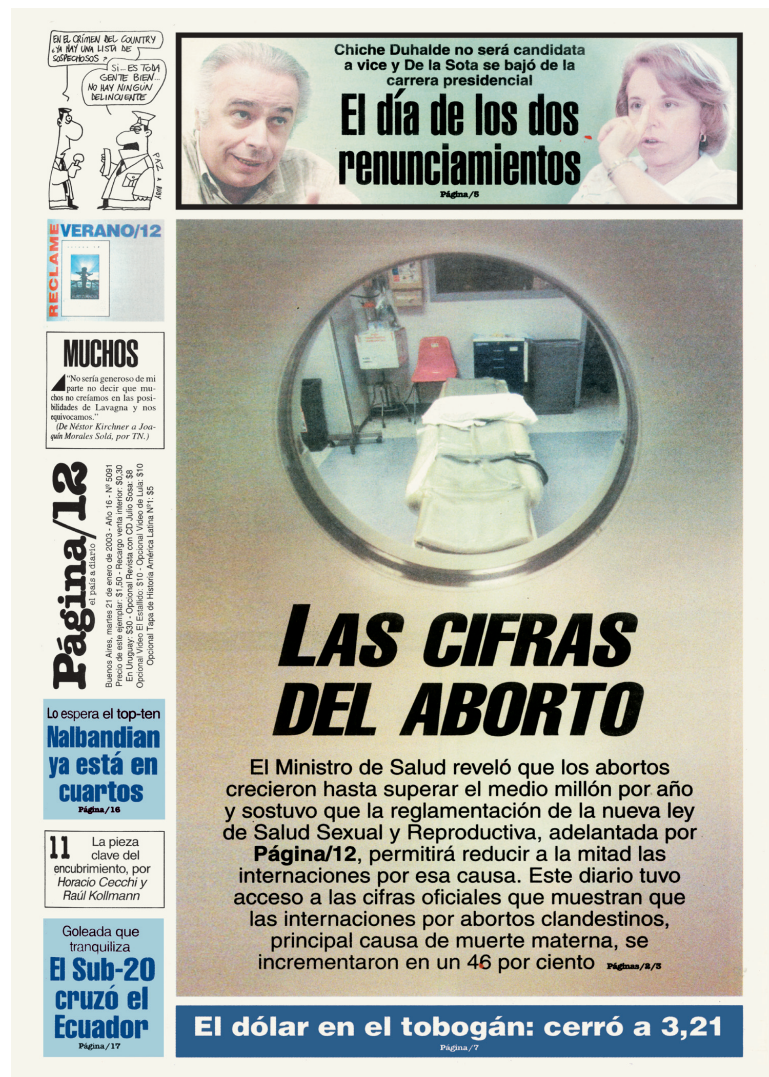 EN EL CRÍMEN DEL COUNTRY
¿YA HAY UNA LISTA DE
SOSPECHOSOS?
SI... ES TODA
GENTE BIEN...
NO HAY NINGUN
DELINCUENTE
PAZ & RUDY
Chiche Duhalde no será candidata
a vice y De la Sota se bajó de la
carrera presidencial
El día de los dos
renunciamientos
Página/5
RECLAME
VERANO/12
MUCHOS
"No sería generoso de mi
parte no decir que mu-
chos no creíamos en las posi-
bilidades de Lavagna y nos
equivocamos."
(De Néstor Kirchner a Joa-
quín Morales Solá, por TN.)
Página/12
el país a diario
Buenos Aires, martes 21 de enero de 2003 - Año 16 - Nº 5091
Precio de este ejemplar: $1,50 - Recargo venta interior: $0,30
En Uruguay: $30 - Opcional Revista con CD Julio Sosa: $8
Opcional Vídeo El Estallido: $10 - Opcional Vídeo de Lula: $10
Opcional Tapa de Historia América Latina Nº1: $5
Lo espera el top-ten
Nalbandian
ya está en
cuartos
Página/16
11
La pieza
clave del
encubrimiento, por
Horacio Cecchi y
Raúl Kollmann
Goleada que
tranquiliza
El Sub-20
cruzó el
Ecuador
Página/17
LAS CIFRAS
DEL ABORTO
El Ministro de Salud reveló que los abortos
crecieron hasta superar el medio millón por año
y sostuvo que la reglamentación de la nueva ley
de Salud Sexual y Reproductiva, adelantada por
Página/12, permitirá reducir a la mitad las
internaciones por esa causa. Este diario tuvo
acceso a las cifras oficiales que muestran que
las internaciones por abortos clandestinos,
principal causa de muerte materna, se
incrementaron en un 46 por ciento Páginas/2/3
El dólar en el tobogán: cerró a 3,21
Página/7